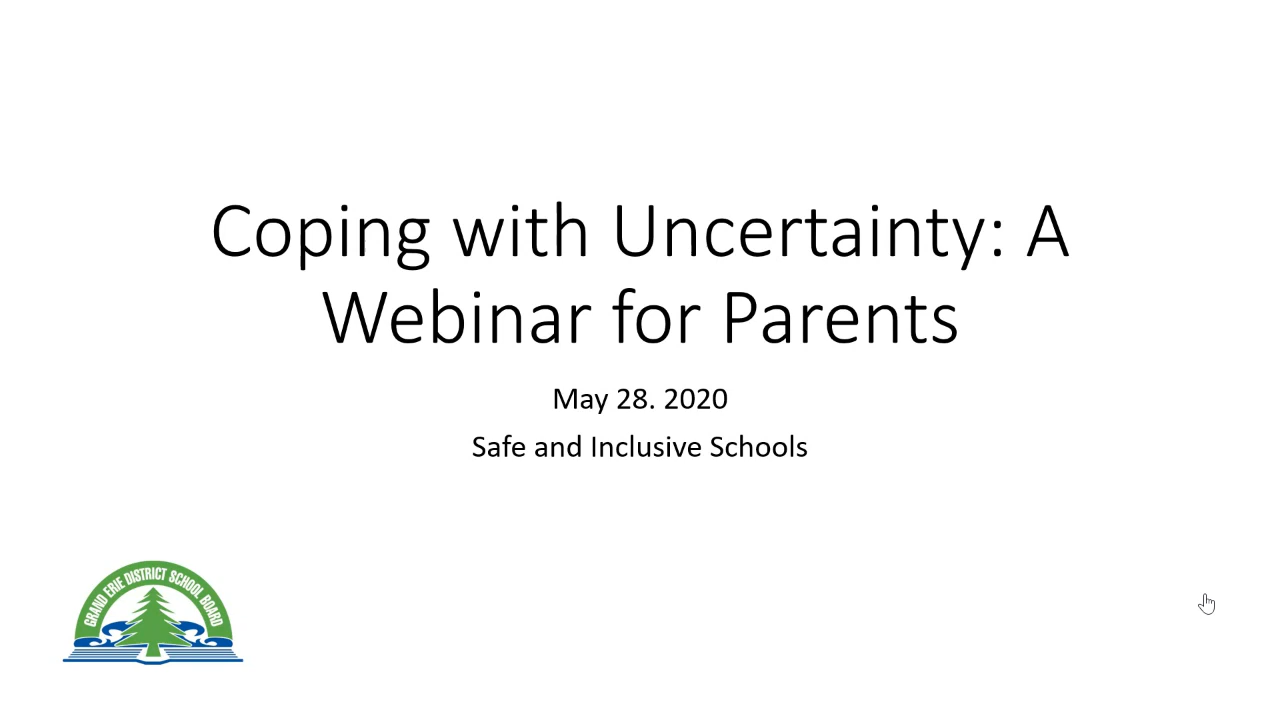 Coping with Uncertainty: A
Webinar for Parents
May 28. 2020
Safe and Inclusive Schools
GRAND ERIE DISTRICT SCHOOL BOARD